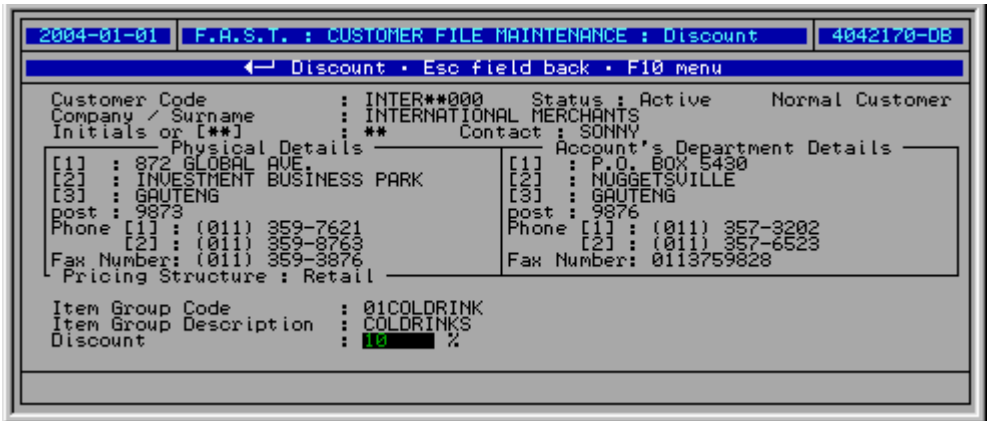 2004-01-01 F.A.S.T. : CUSTOMER FILE MAINTENANCE : Discount 4042170-DB
Discount · Esc field back · F10 menu
Customer Code : INTER**000 Status : Active Normal Customer
Company / Surname : INTERNATIONAL MERCHANTS
Initials or [**] : ** Contact : SONNY
Physical Details Account's Department Details
[1] : 872 GLOBAL AVE. [1] : P.O. BOX 5430
[2] : INVESTMENT BUSINESS PARK [2] : NUGGETSVILLE
[3] : GAUTENG [3] : GAUTENG
post : 9873 post : 9876
Phone [1] : (011) 359-7621 Phone [1] : (011) 357-3202
[2] : (011) 359-8763 [2] : (011) 357-6523
Fax Number: (011) 359-3876 Fax Number: 0113759828
Pricing Structure : Retail
Item Group Code : 01COLDRINK
Item Group Description : COLDRINKS
Discount : 10 %